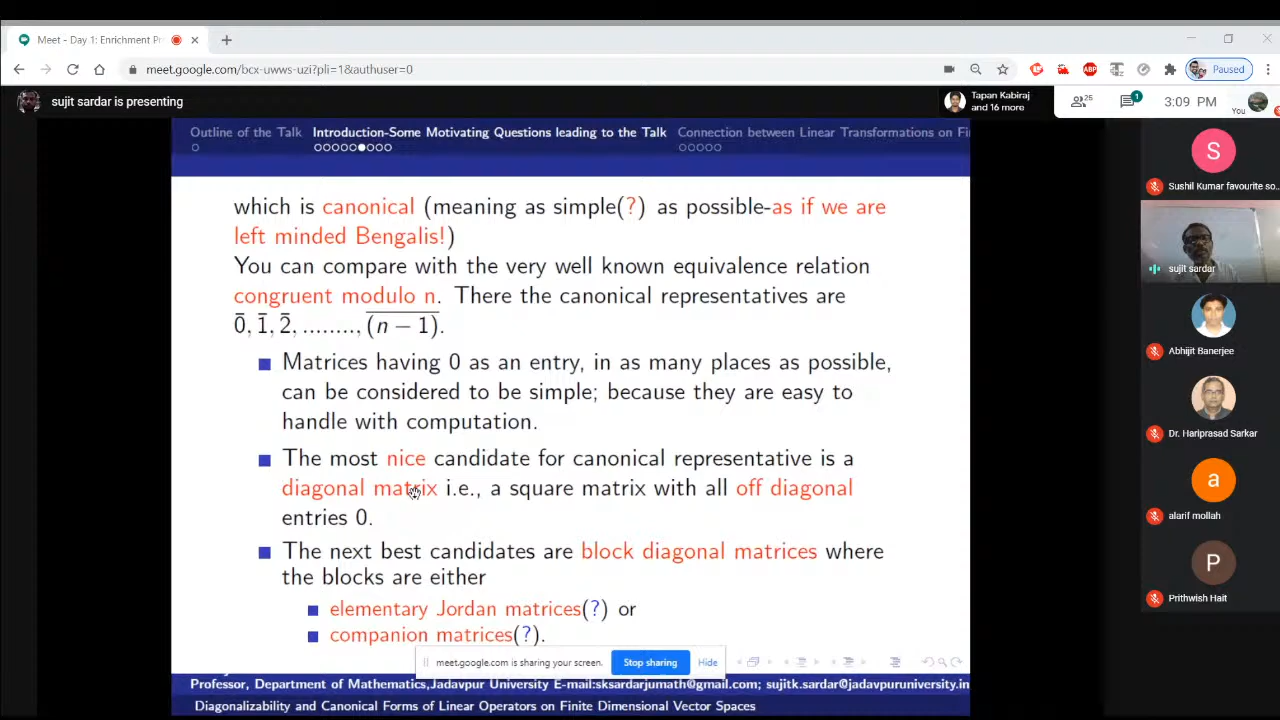 Meet - Day 1: Enrichment Pr
meet.google.com/bcx-uwws-uzi?pli=1&authuser=0
ABP
Paused
sujit sardar is presenting
Tapan Kabiraj
and 16 more
26
1
3:09 PM
You
Outline of the Talk Introduction-Some Motivating Questions leading to the Talk Connection between Linear Transformations on Fi
which is canonical (meaning as simple(?) as possible-as if we are
left minded Bengalis!)
You can compare with the very well known equivalence relation
congruent modulo n. There the canonical representatives are
0̄, 1̄, 2̄, ........, (n − 1)̅.
Matrices having 0 as an entry, in as many places as possible,
can be considered to be simple; because they are easy to
handle with computation.
The most nice candidate for canonical representative is a
diagonal matrix i.e., a square matrix with all off diagonal
entries 0.
The next best candidates are block diagonal matrices where
the blocks are either
elementary Jordan matrices(?) or
companion matrices(?).
meet.google.com is sharing your screen. Stop sharing Hide
Professor, Department of Mathematics,Jadavpur University E-mail:sksardarjumath@gmail.com; sujitk.sardar@jadavpuruniversity.in
Diagonalizability and Canonical Forms of Linear Operators on Finite Dimensional Vector Spaces
S
Sushil Kumar favourite so...
sujit sardar
Abhijit Banerjee
Dr. Hariprasad Sarkar
a
alarif mollah
P
Prithwish Hait